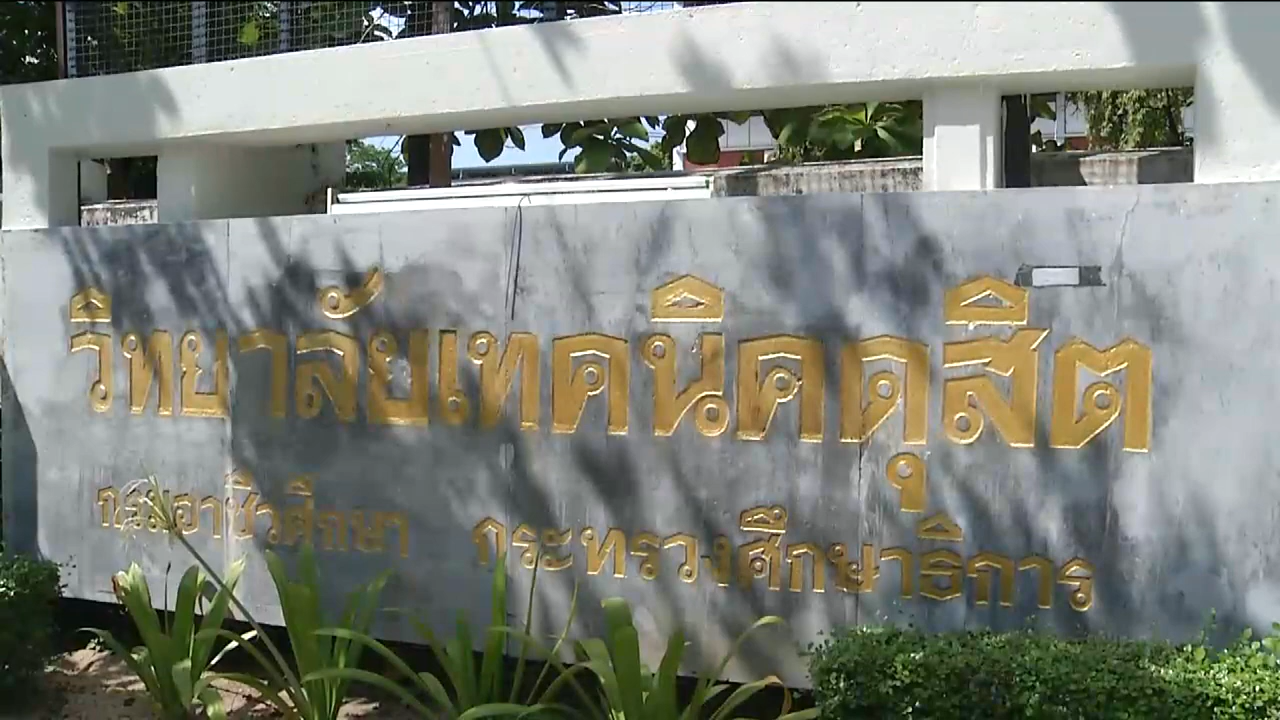 วิทยาลัยเทคนิคดุสิต
กรมอาชีวศึกษา กระทรวงศึกษาธิการ